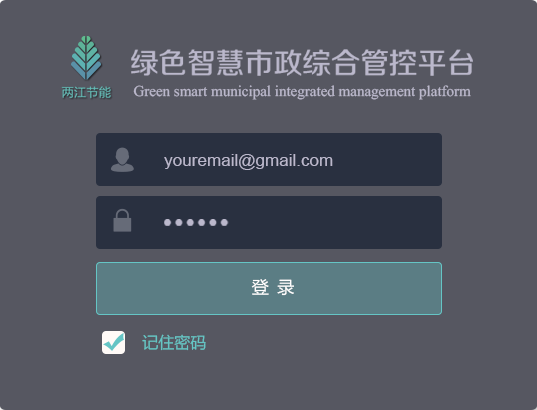 绿色智慧市政综合管控平台
两江节能
Green smart municipal integrated management platform
youremail@gmail.com
••••••
登 录
记住密码